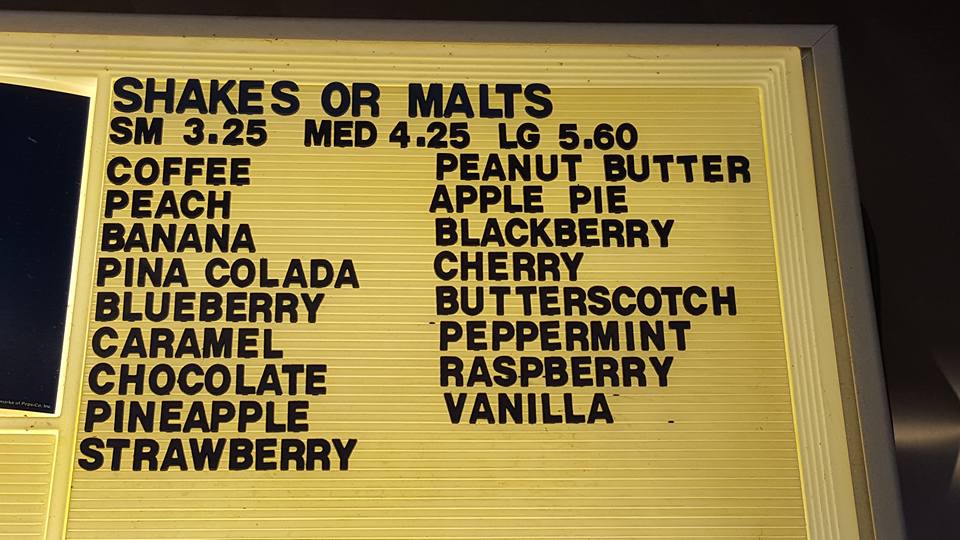 SHAKES OR MALTS
SM 3.25 MED 4.25 LG 5.60
COFFEE
PEACH
BANANA
PINA COLADA
BLUEBERRY
CARAMEL
CHOCOLATE
PINEAPPLE
STRAWBERRY
PEANUT BUTTER
APPLE PIE
BLACKBERRY
CHERRY
BUTTERSCOTCH
PEPPERMINT
RASPBERRY
VANILLA